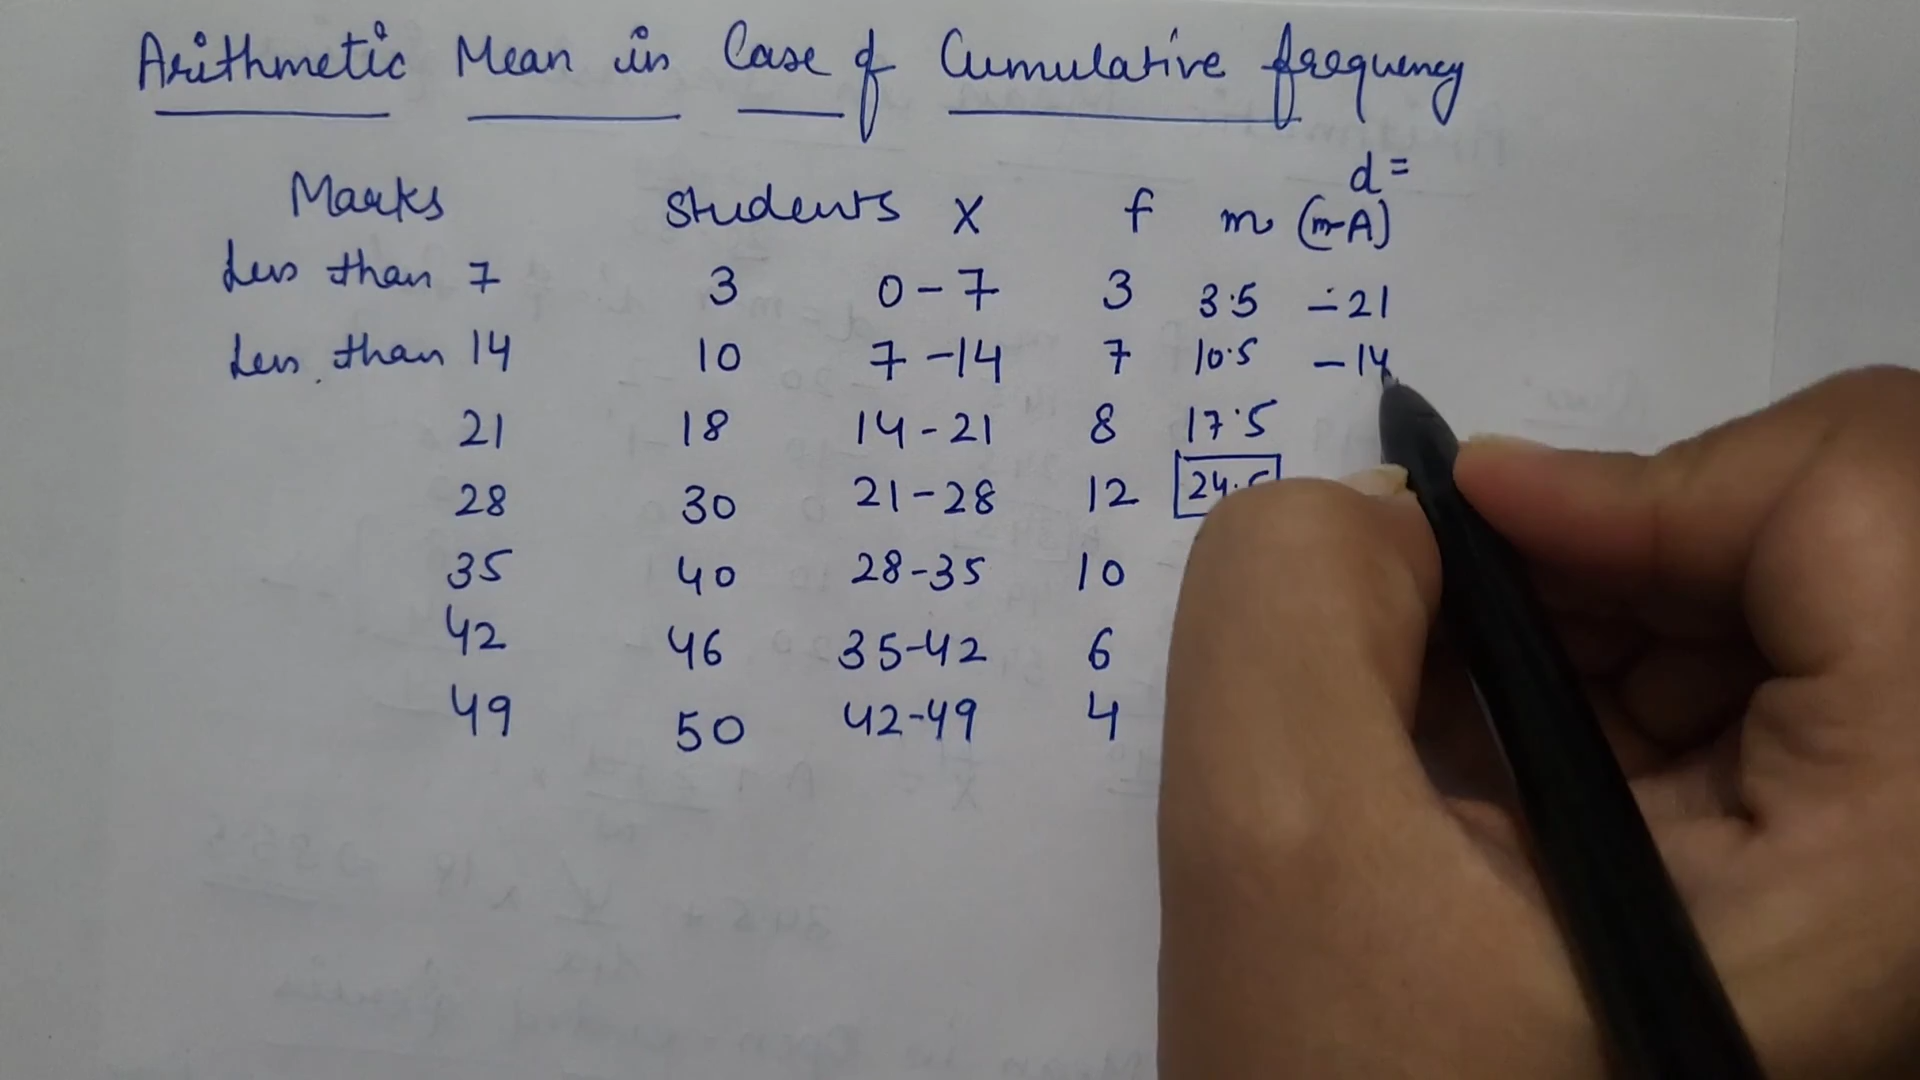 Arithmetic Mean in Case of Cumulative frequency
d =
Marks Students X f m (m-A)
Less than 7 3 0-7 3 3.5 -21
Less than 14 10 7-14 7 10.5 -14
21 18 14-21 8 17.5
28 30 21-28 12 24.5
35 40 28-35 10
42 46 35-42 6
49 50 42-49 4